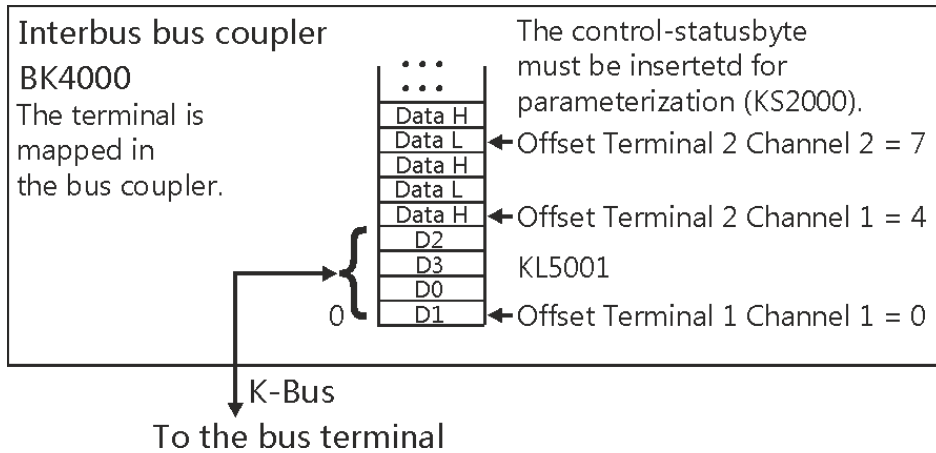 Interbus bus coupler
BK4000
The terminal is
mapped in
the bus coupler.
The control-statusbyte
must be insertetd for
parameterization (KS2000).
Data H
Data L
Offset Terminal 2 Channel 2 = 7
Data H
Data L
Data H
Offset Terminal 2 Channel 1 = 4
D2
D3
KL5001
D0
0
D1
Offset Terminal 1 Channel 1 = 0
K-Bus
To the bus terminal